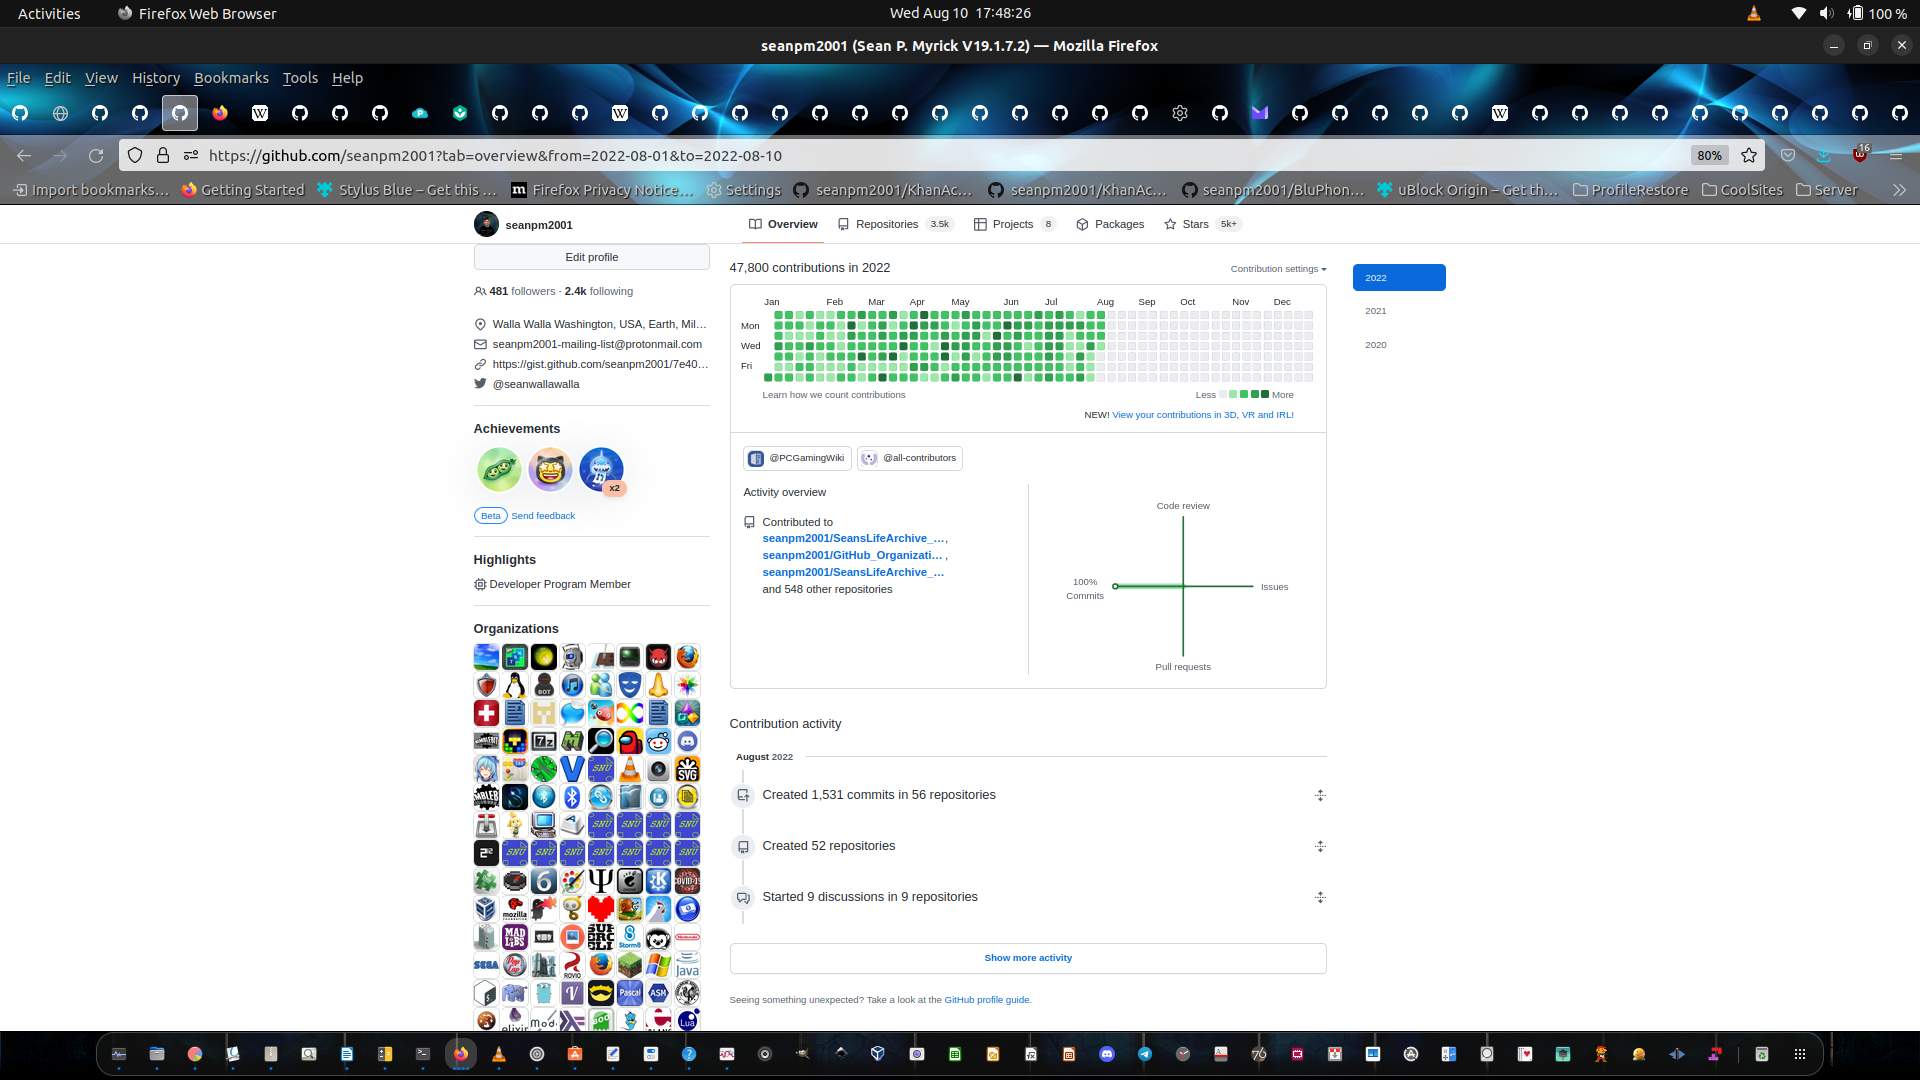 Activities
Firefox Web Browser
Wed Aug 10 17:48:26
100 %
seanpm2001 (Sean P. Myrick V19.1.7.2) — Mozilla Firefox
File Edit View History Bookmarks Tools Help
https://github.com/seanpm2001?tab=overview&from=2022-08-01&to=2022-08-10
80%
16
Import bookmarks…
Getting Started
Stylus Blue – Get this …
Firefox Privacy Notice…
Settings
seanpm2001/KhanAc…
seanpm2001/KhanAc…
seanpm2001/BluPhon…
uBlock Origin – Get th…
ProfileRestore
CoolSites
Server
seanpm2001
Overview
Repositories 3.5k
Projects 8
Packages
Stars 5k+
Edit profile
481 followers · 2.4k following
Walla Walla Washington, USA, Earth, Mil…
seanpm2001-mailing-list@protonmail.com
https://gist.github.com/seanpm2001/7e40…
@seanwallawalla
Achievements
x2
Beta Send feedback
Highlights
Developer Program Member
Organizations
47,800 contributions in 2022
Contribution settings
2022
2021
2020
Jan Feb Mar Apr May Jun Jul Aug Sep Oct Nov Dec
Mon
Wed
Fri
Learn how we count contributions
Less More
NEW! View your contributions in 3D, VR and IRL!
@PCGamingWiki
@all-contributors
Activity overview
Contributed to
seanpm2001/SeansLifeArchive_…,
seanpm2001/GitHub_Organizati… ,
seanpm2001/SeansLifeArchive_…
and 548 other repositories
Code review
100%
Commits
Issues
Pull requests
Contribution activity
August 2022
Created 1,531 commits in 56 repositories
Created 52 repositories
Started 9 discussions in 9 repositories
Show more activity
Seeing something unexpected? Take a look at the GitHub profile guide.